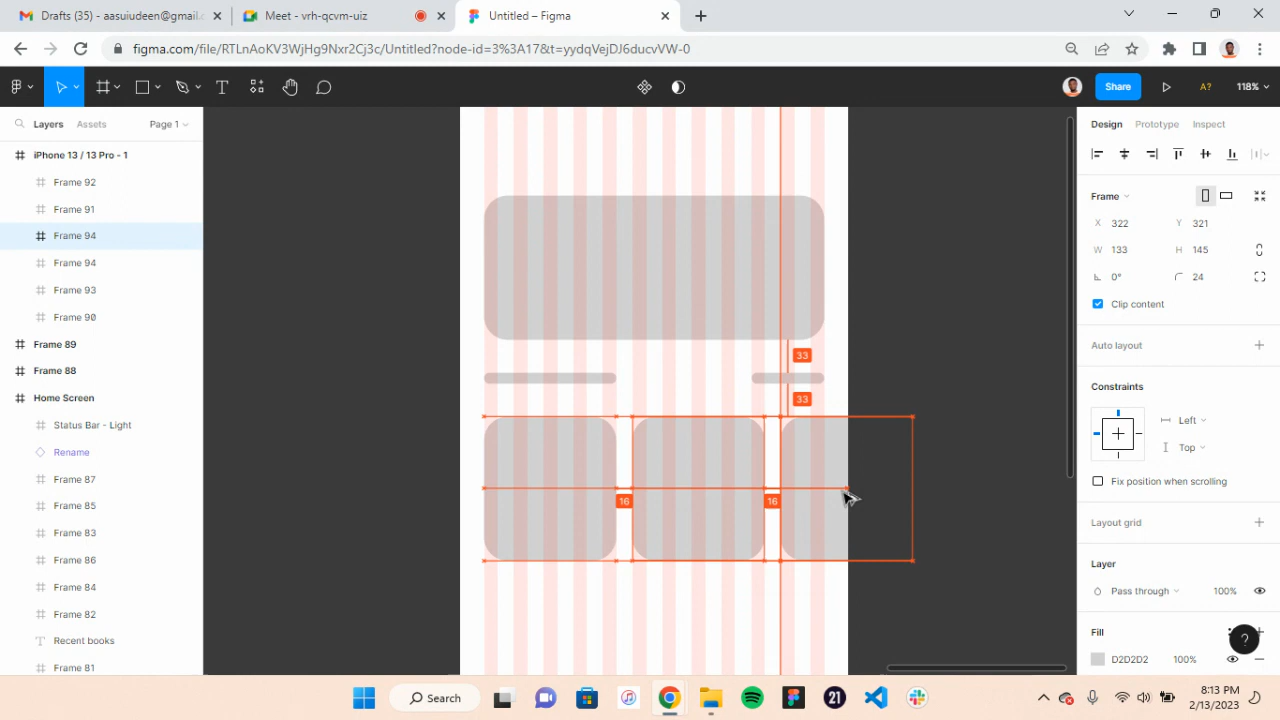 Drafts (35) - aasuiudeen@gmail.c
Meet - vrh-qcvm-uiz
Untitled – Figma
figma.com/file/RTLnAoKV3WjHg9Nxr2Cj3c/Untitled?node-id=3%3A17&t=yydqVejDJ6ducvVW-0
Share
A?
118%
Layers
Assets
Page 1
iPhone 13 / 13 Pro - 1
Frame 92
Frame 91
Frame 94
Frame 94
Frame 93
Frame 90
Frame 89
Frame 88
Home Screen
Status Bar - Light
Rename
Frame 87
Frame 85
Frame 83
Frame 86
Frame 84
Frame 82
Recent books
Frame 81
33
33
16
16
Design
Prototype
Inspect
Frame
X 322
Y 321
W 133
H 145
0°
24
Clip content
Auto layout
Constraints
Left
Top
Fix position when scrolling
Layout grid
Layer
Pass through
100%
Fill
D2D2D2
100%
?
Search
21
8:13 PM
2/13/2023